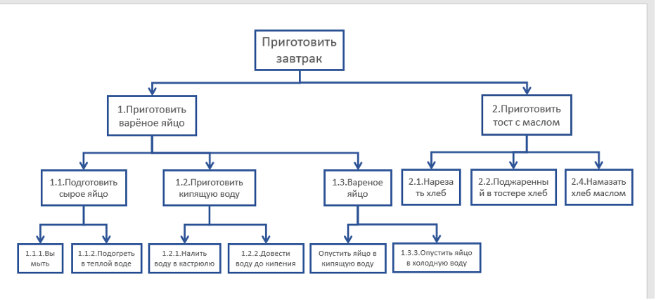 Приготовить
завтрак
1.Приготовить
варёное яйцо
2.Приготовить
тост с маслом
1.1.Подготовить
сырое яйцо
1.2.Приготовить
кипящую воду
1.3.Вареное
яйцо
2.1.Нареза
ть хлеб
2.2.Поджаренны
й в тостере хлеб
2.4.Намазать
хлеб маслом
1.1.1.Вы
мыть
1.1.2.Подогреть
в теплой воде
1.2.1.Налить
воду в кастрюлю
1.2.2.Довести
воду до кипения
Опустить яйцо в
кипящую воду
1.3.3.Опустить яйцо
в холодную воду